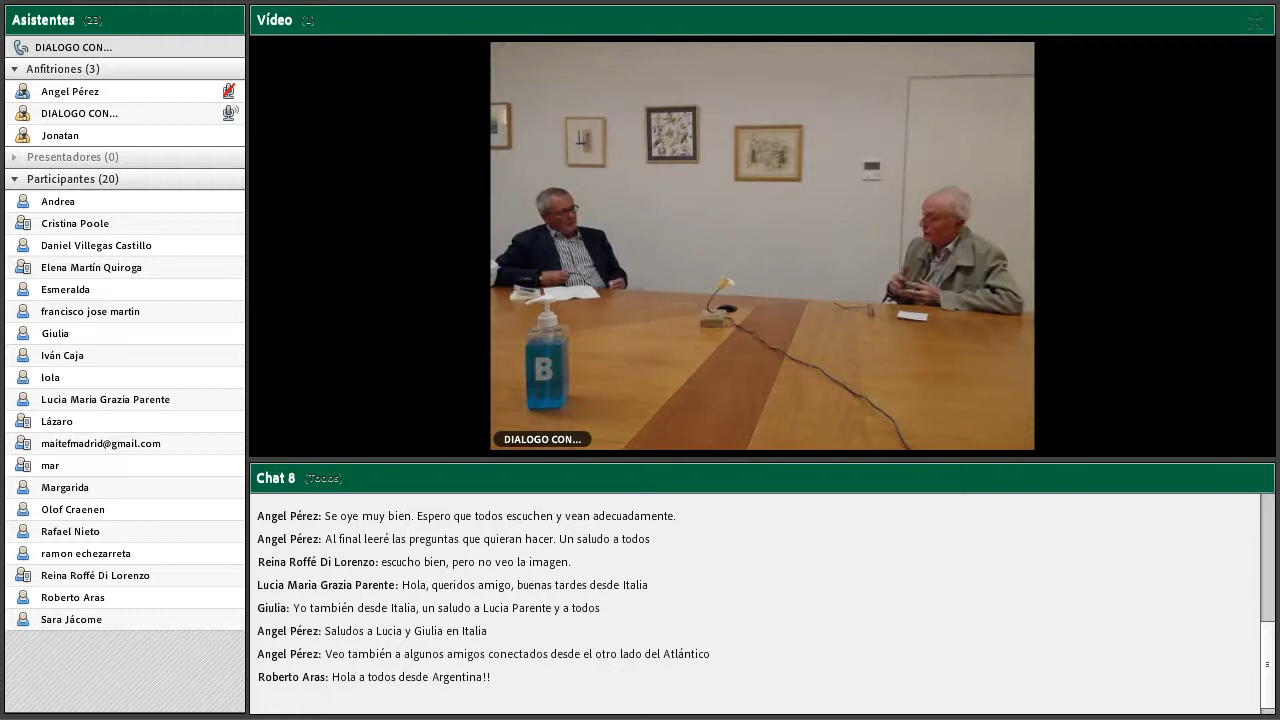 Asistentes (23)
DIALOGO CON...
Anfitriones (3)
Angel Pérez
DIALOGO CON...
Jonatan
Presentadores (0)
Participantes (20)
Andrea
Cristina Poole
Daniel Villegas Castillo
Elena Martín Quiroga
Esmeralda
francisco jose martin
Giulia
Iván Caja
lola
Lucia Maria Grazia Parente
Lázaro
maitefmadrid@gmail.com
mar
Margarida
Olof Craenen
Rafael Nieto
ramon echezarreta
Reina Roffé Di Lorenzo
Roberto Aras
Sara Jácome
Vídeo (1)
B
DIALOGO CON...
Chat 8 (Todos)
Angel Pérez: Se oye muy bien. Espero que todos escuchen y vean adecuadamente.
Angel Pérez: Al final leeré las preguntas que quieran hacer. Un saludo a todos
Reina Roffé Di Lorenzo: escucho bien, pero no veo la imagen.
Lucia Maria Grazia Parente: Hola, queridos amigo, buenas tardes desde Italia
Giulia: Yo también desde Italia, un saludo a Lucia Parente y a todos
Angel Pérez: Saludos a Lucia y Giulia en Italia
Angel Pérez: Veo también a algunos amigos conectados desde el otro lado del Atlántico
Roberto Aras: Hola a todos desde Argentina!!